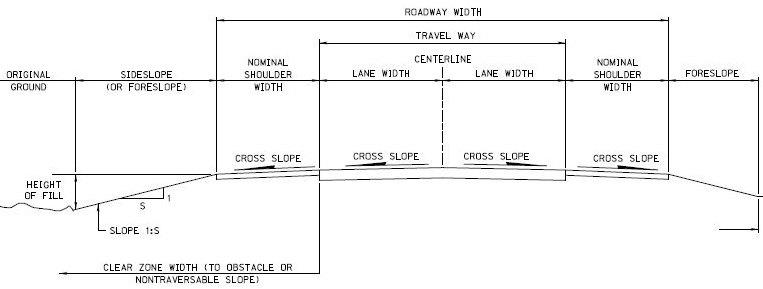 ROADWAY WIDTH
TRAVEL WAY
CENTERLINE
ORIGINAL
GROUND
SIDESLOPE
(OR FORESLOPE)
NOMINAL
SHOULDER
WIDTH
LANE WIDTH
LANE WIDTH
NOMINAL
SHOULDER
WIDTH
FORESLOPE
CROSS SLOPE
CROSS SLOPE
CROSS SLOPE
CROSS SLOPE
HEIGHT
OF FILL
1
S
SLOPE 1:S
CLEAR ZONE WIDTH (TO OBSTACLE OR
NONTRAVERSABLE SLOPE)